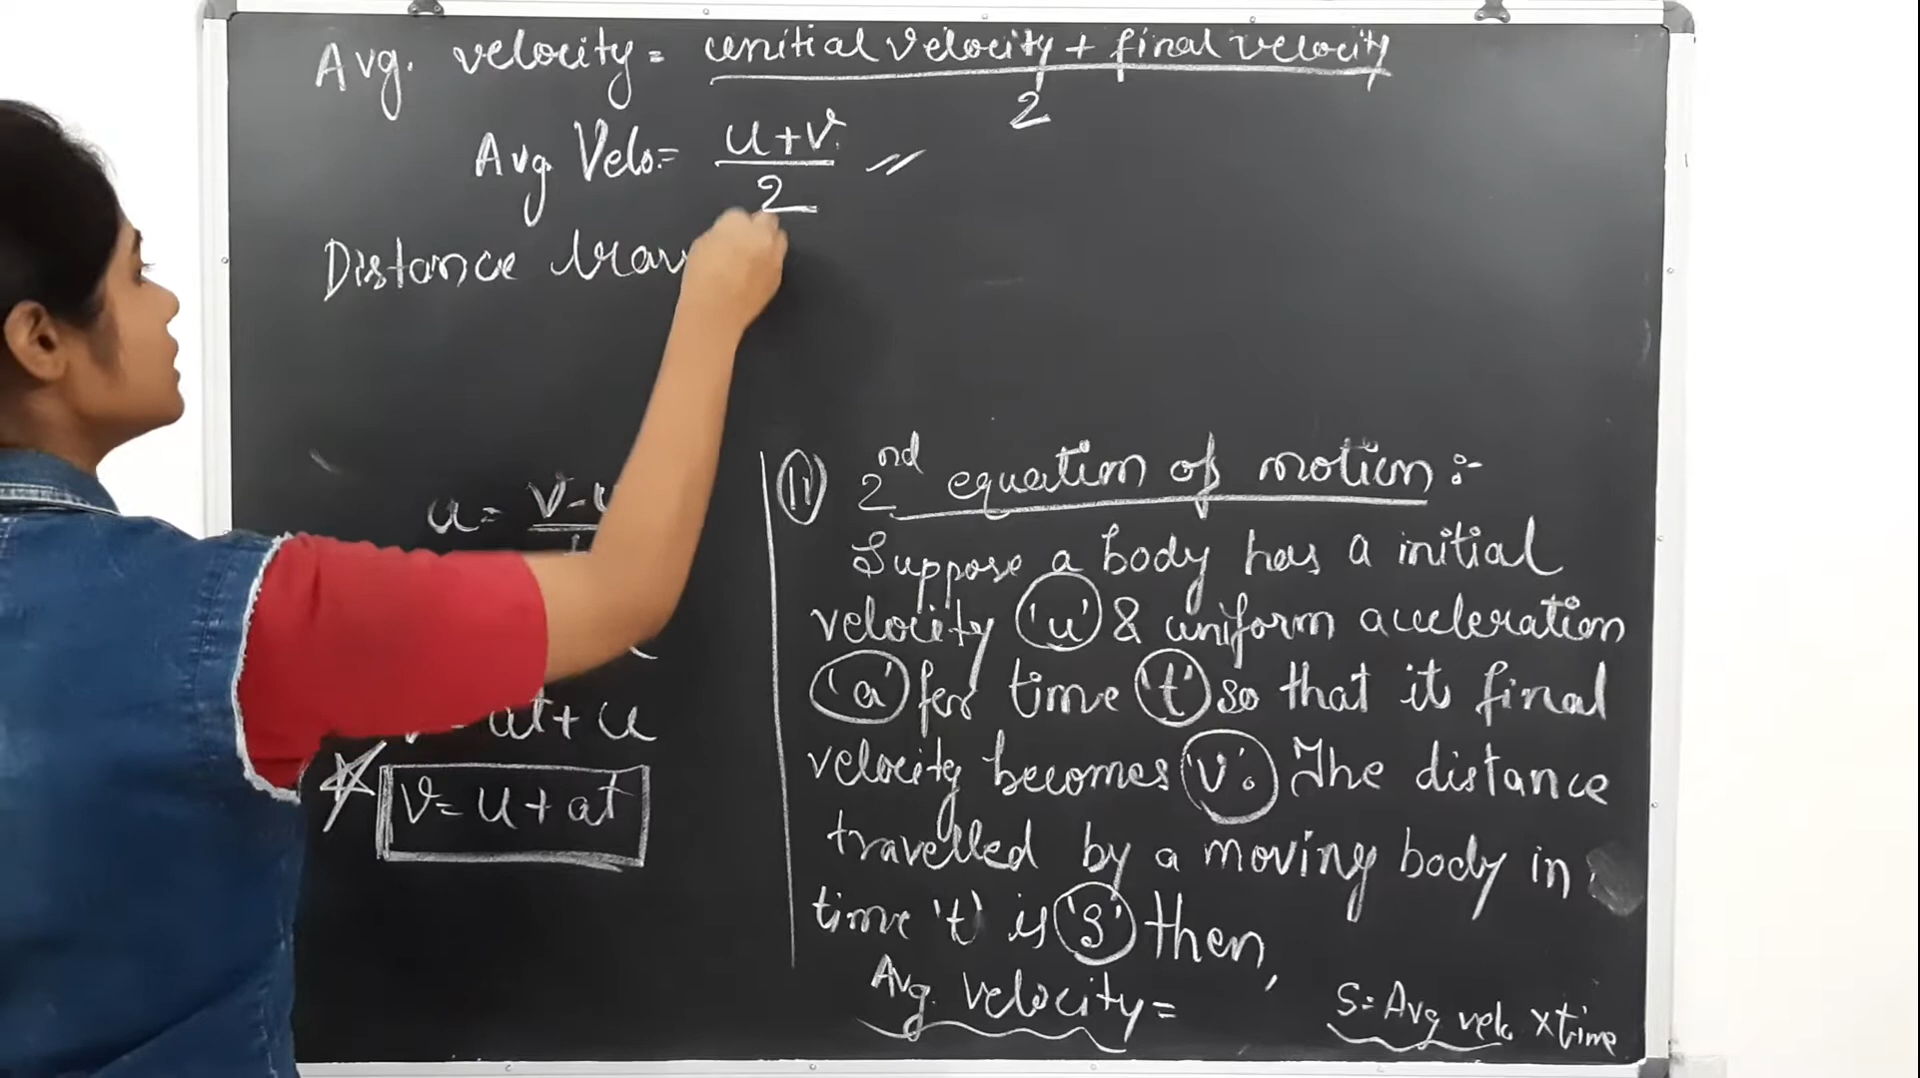 Avg. velocity = initial velocity + final velocity
2
Avg. Velo. = u+v
2
Distance
a = v-u
at + u
v = u + at
(ii) 2nd equation of motion :-
Suppose a body has a initial
velocity 'u' & uniform acceleration
'a' for time 't' so that it final
velocity becomes 'v'. The distance
travelled by a moving body in
time 't' is 'S' then,
Avg. velocity =
S = Avg velo × time